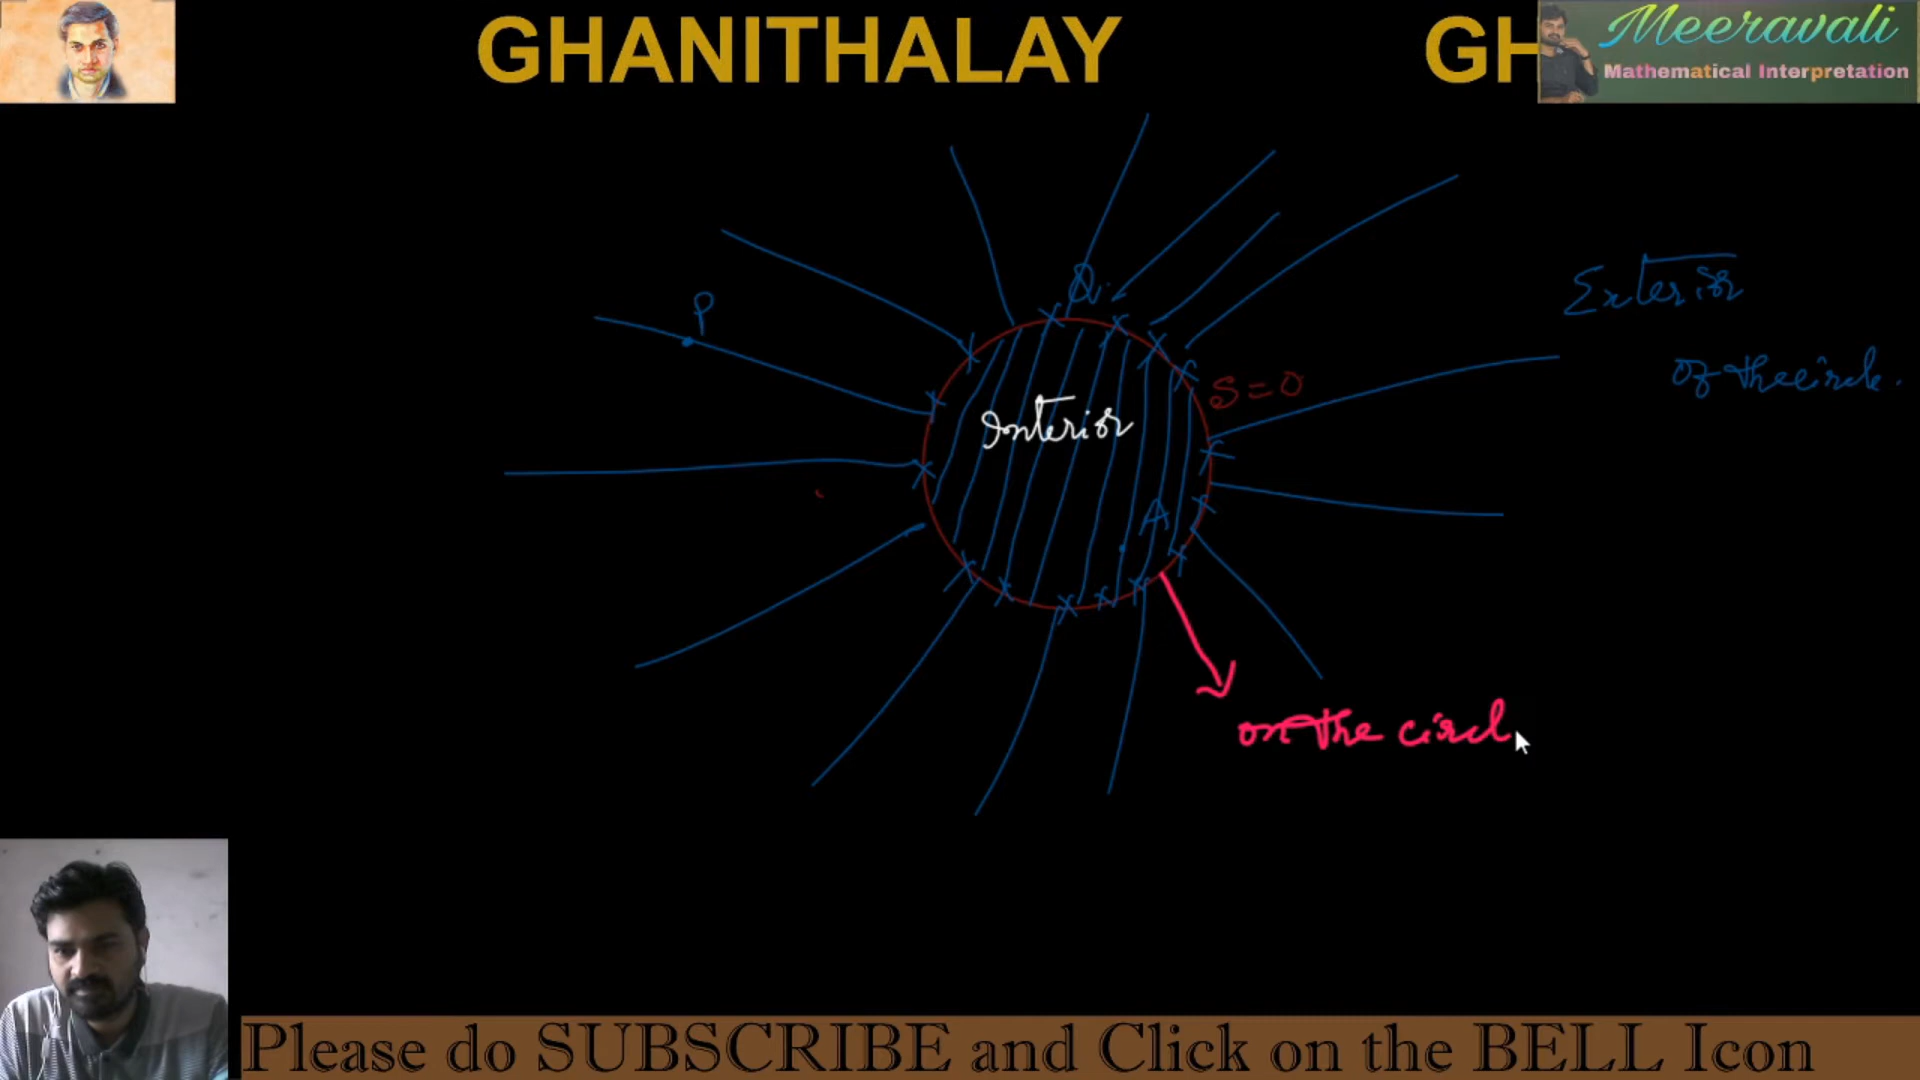 GHANITHALAY
GH
Meeravali
Mathematical Interpretation
Q.
P
Exterior
S = 0
of the circle.
Interior
A
on the circl
Please do SUBSCRIBE and Click on the BELL Icon